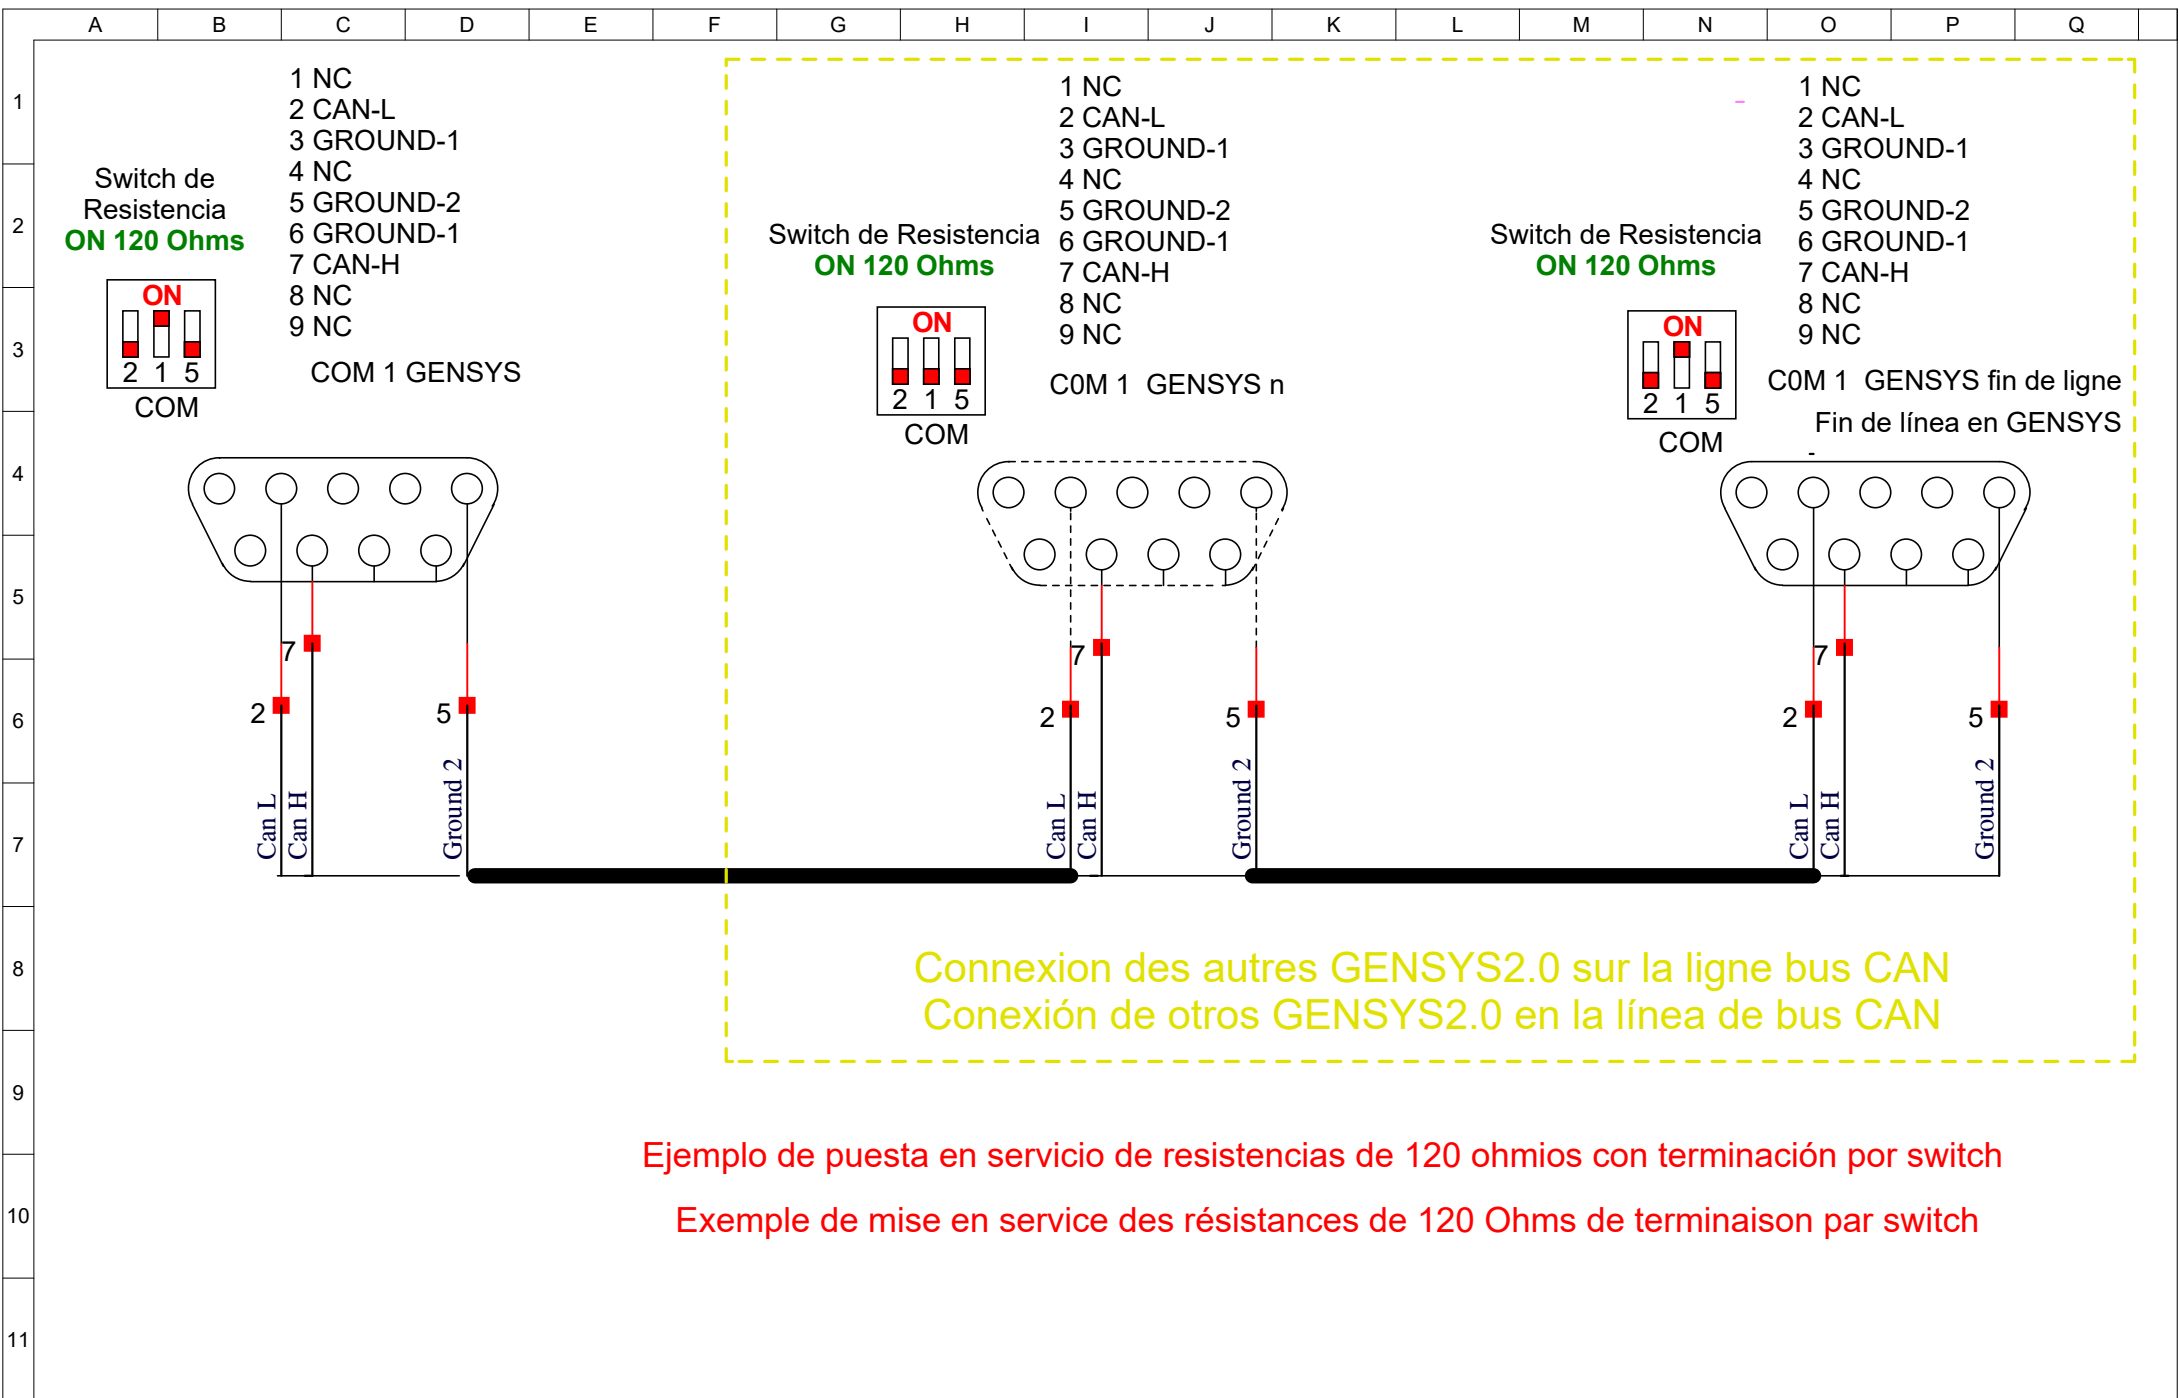 A B C D E F G H I J K L M N O P Q
1
2
3
4
5
6
7
8
9
10
11
1 NC
2 CAN-L
3 GROUND-1
4 NC
5 GROUND-2
6 GROUND-1
7 CAN-H
8 NC
9 NC
COM 1 GENSYS
Switch de
Resistencia
ON 120 Ohms
ON
2 1 5
COM
7
2
5
Can L
Can H
Ground 2
1 NC
2 CAN-L
3 GROUND-1
4 NC
5 GROUND-2
6 GROUND-1
7 CAN-H
8 NC
9 NC
C0M 1 GENSYS n
Switch de Resistencia
ON 120 Ohms
ON
2 1 5
COM
7
2
5
Can L
Can H
Ground 2
1 NC
2 CAN-L
3 GROUND-1
4 NC
5 GROUND-2
6 GROUND-1
7 CAN-H
8 NC
9 NC
C0M 1 GENSYS fin de ligne
Fin de línea en GENSYS
Switch de Resistencia
ON 120 Ohms
ON
2 1 5
COM
7
2
5
Can L
Can H
Ground 2
Connexion des autres GENSYS2.0 sur la ligne bus CAN
Conexión de otros GENSYS2.0 en la línea de bus CAN
Ejemplo de puesta en servicio de resistencias de 120 ohmios con terminación por switch
Exemple de mise en service des résistances de 120 Ohms de terminaison par switch